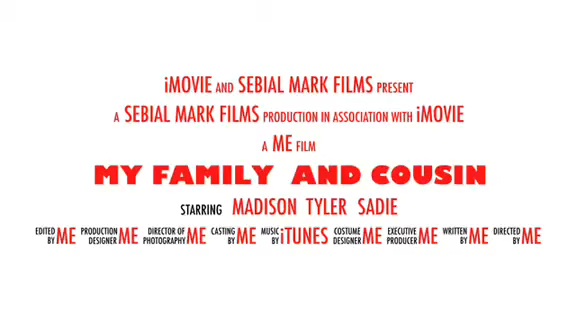 iMOVIE AND SEBIAL MARK FILMS PRESENT
A SEBIAL MARK FILMS PRODUCTION IN ASSOCIATION WITH iMOVIE
A ME FILM
MY FAMILY AND COUSIN
STARRING MADISON TYLER SADIE
EDITED BY ME PRODUCTION DESIGNER ME DIRECTOR OF PHOTOGRAPHY ME CASTING BY ME MUSIC BY iTUNES COSTUME DESIGNER ME EXECUTIVE PRODUCER ME WRITTEN BY ME DIRECTED BY ME